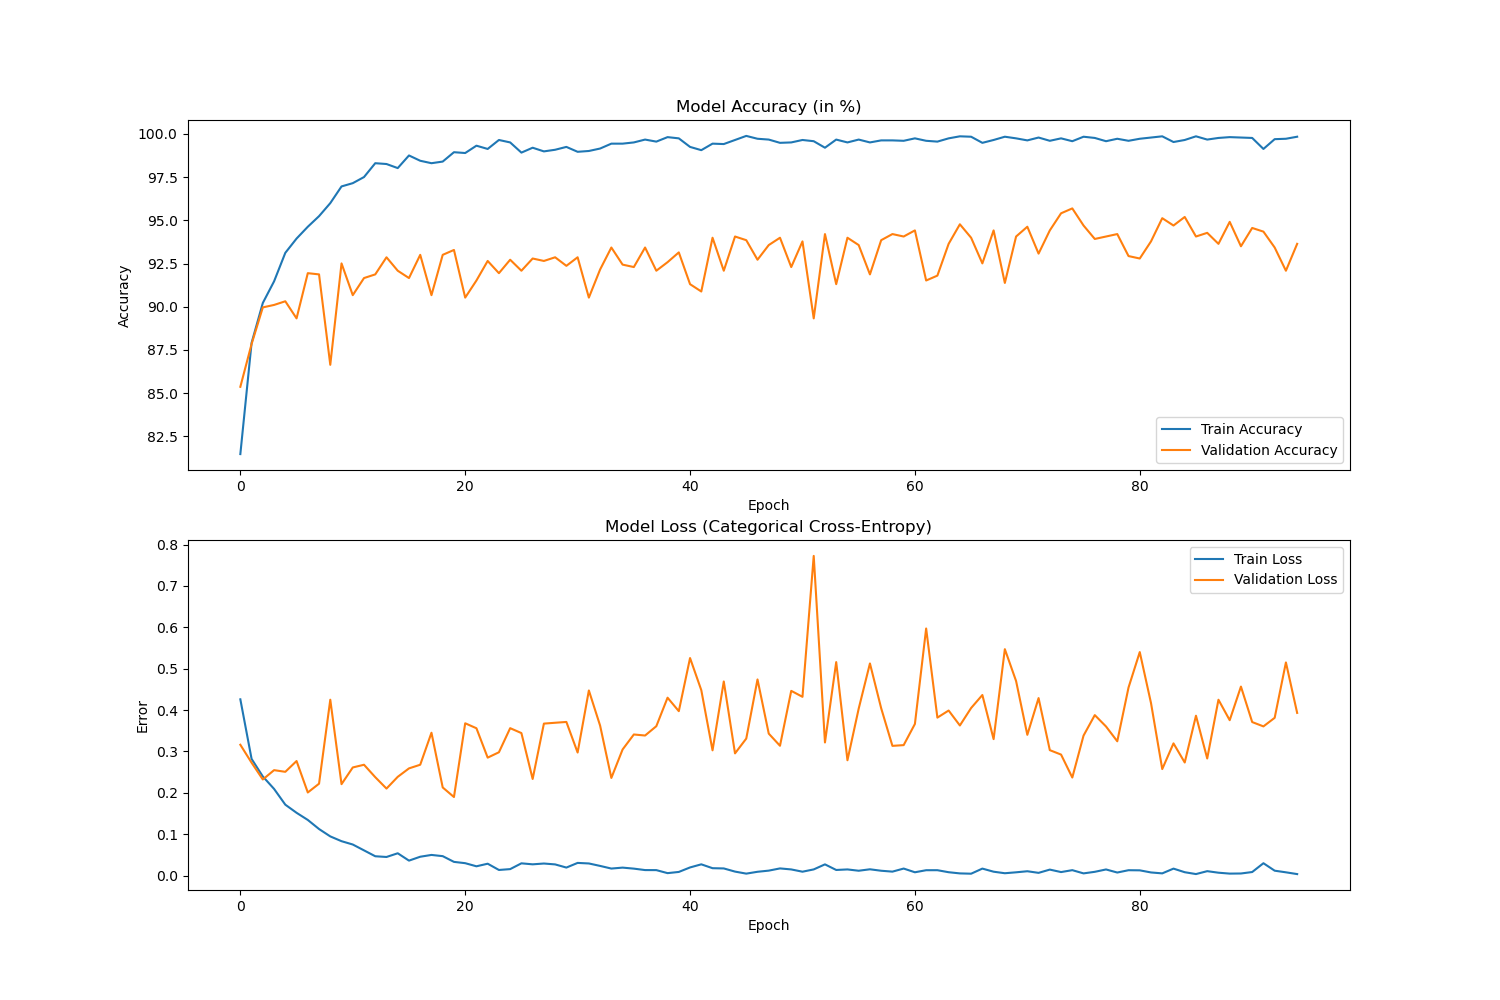 Model Accuracy (in %)
100.0
97.5
95.0
92.5
90.0
87.5
85.0
82.5
Accuracy
Train Accuracy
Validation Accuracy
0 20 40 60 80
Epoch
Model Loss (Categorical Cross-Entropy)
0.8
0.7
0.6
0.5
0.4
0.3
0.2
0.1
0.0
Error
Train Loss
Validation Loss
0 20 40 60 80
Epoch